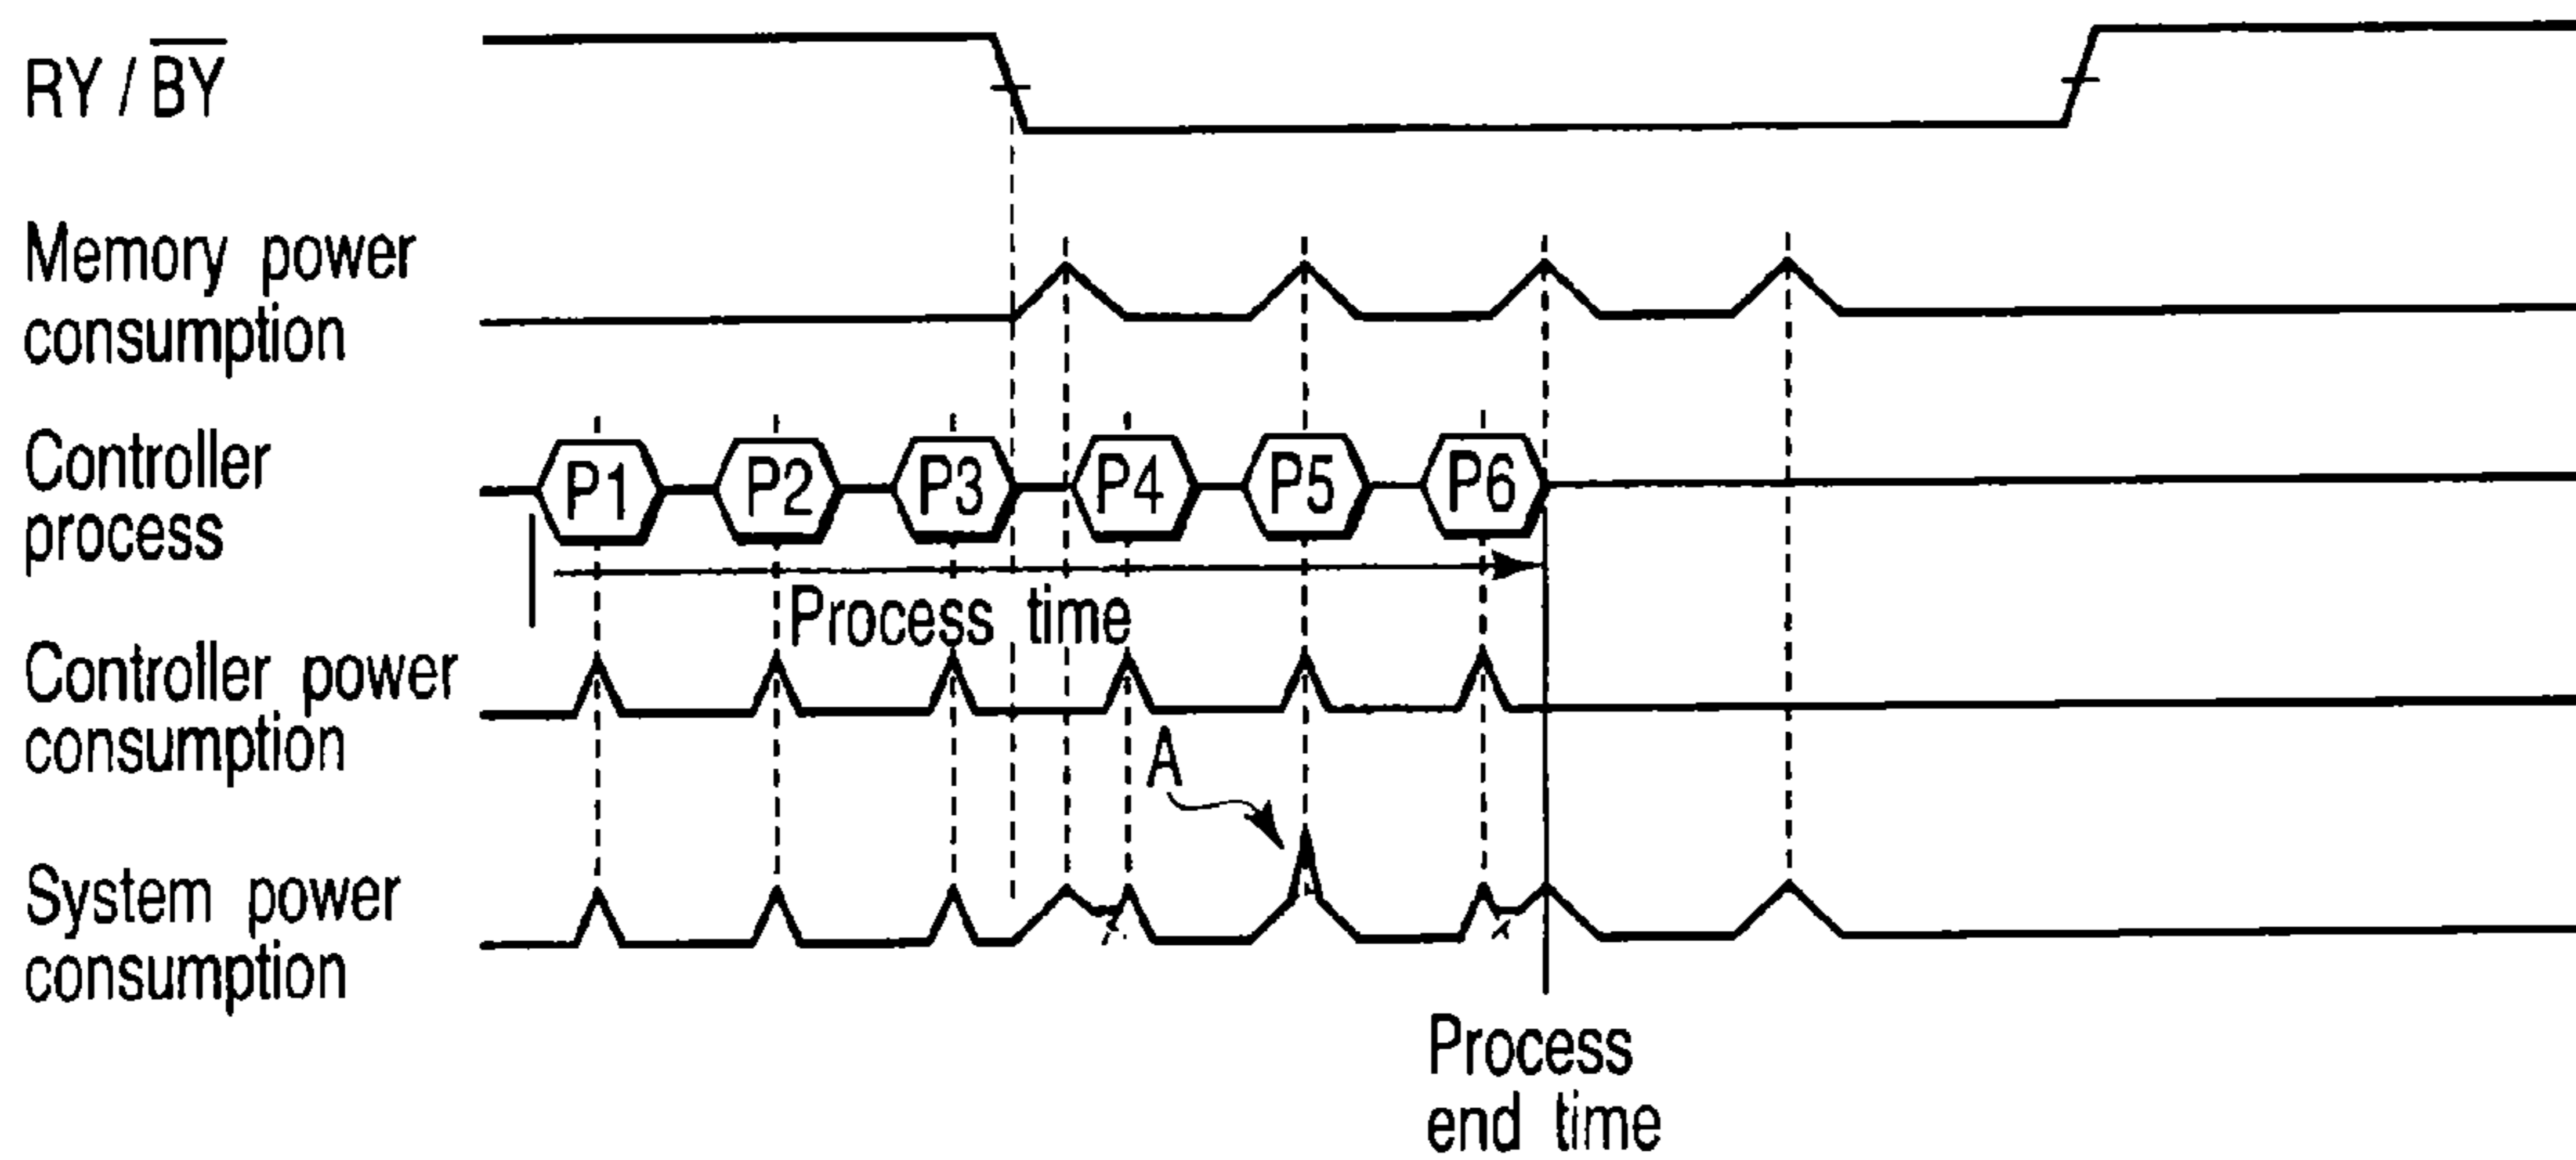 RY / B̅Y̅
Memory power
consumption
Controller
process
P1 P2 P3 P4 P5 P6
Process time
Controller power
consumption
A
System power
consumption
Process
end time